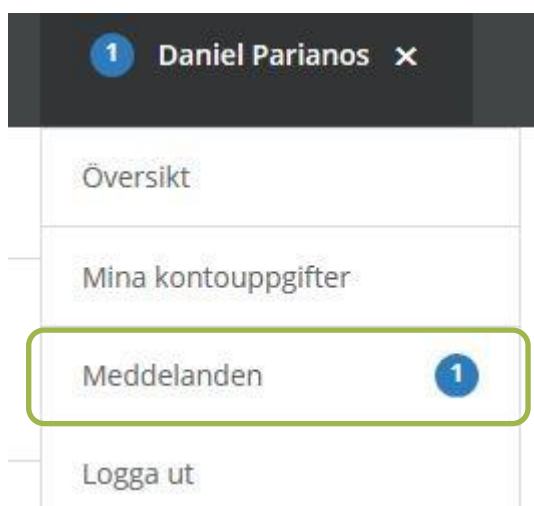 1 Daniel Parianos ×
Översikt
Mina kontouppgifter
Meddelanden 1
Logga ut